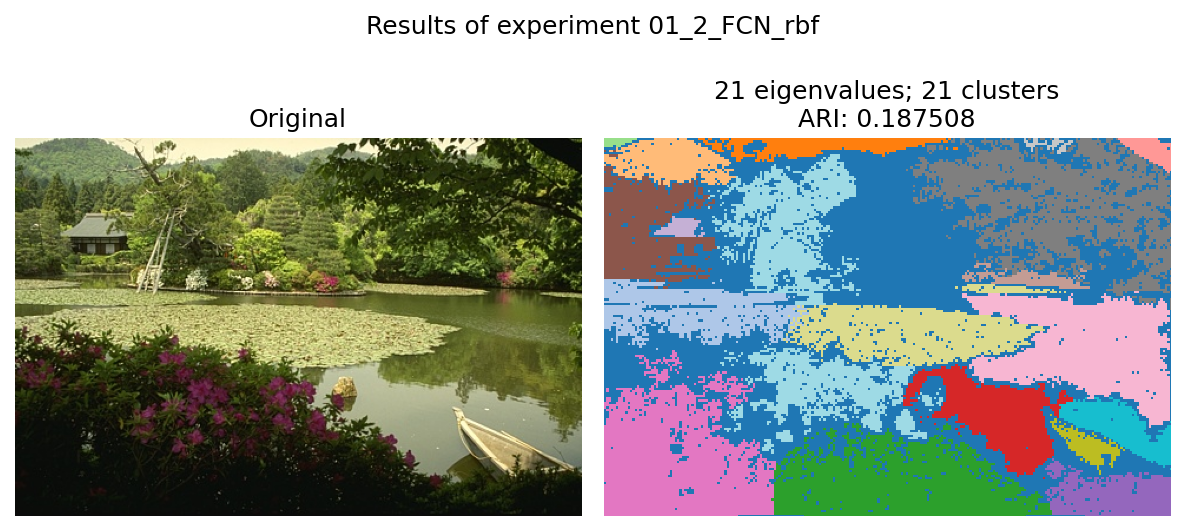 Results of experiment 01_2_FCN_rbf
Original
21 eigenvalues; 21 clusters
ARI: 0.187508